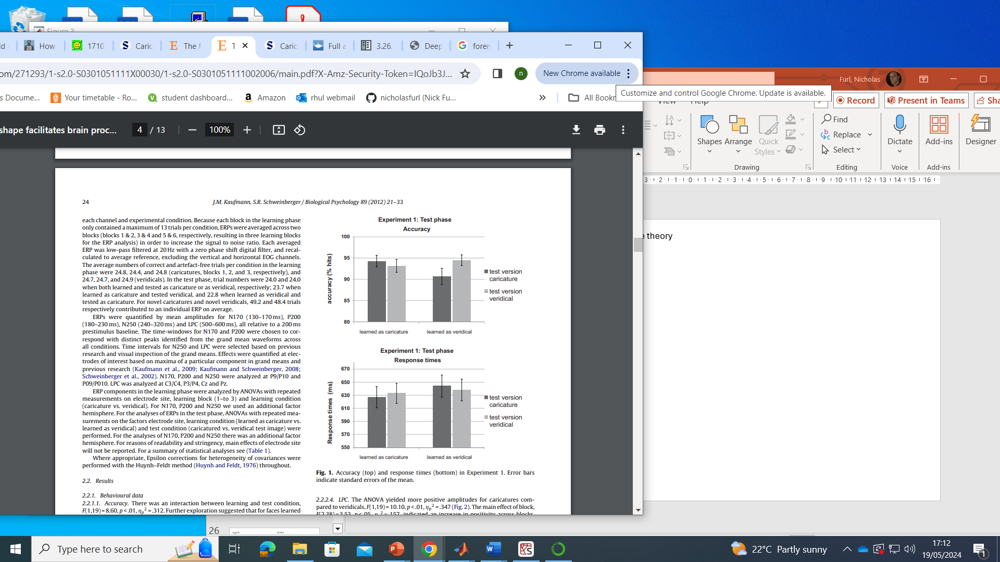 Figure 3
How
1710.
Caric
The f
T
Caric
Full a
3.26.
Deep
foren
om/271293/1-s2.0-S0301051111X00030/1-s2.0-S0301051111002006/main.pdf?X-Amz-Security-Token=IQoJb3J...
n
New Chrome available
Customize and control Google Chrome. Update is available.
s Docume...
Your timetable - Ro...
student dashboard...
Amazon
rhul webmail
nicholasfurl (Nick Fu...
All Bookm
shape facilitates brain proc...
4 / 13
100%
24
J.M. Kaufmann, S.R. Schweinberger / Biological Psychology 89 (2012) 21–33
each channel and experimental condition. Because each block in the learning phase
only contained a maximum of 13 trials per condition, ERPs were averaged across two
blocks (blocks 1 & 2, 3 & 4 and 5 & 6, respectively, resulting in three learning blocks
for the ERP analysis) in order to increase the signal to noise ratio. Each averaged
ERP was low-pass filtered at 20 Hz with a zero phase shift digital filter, and recal-
culated to average reference, excluding the vertical and horizontal EOG channels.
The average numbers of correct and artefact-free trials per condition in the learning
phase were 24.8, 24.4, and 24.8 (caricatures, blocks 1, 2, and 3, respectively), and
24.7, 24.7, and 24.9 (veridicals). In the test phase, trial numbers were 24.0 and 24.0
when both learned and tested as caricature or as veridical, respectively; 23.7 when
learned as caricature and tested veridical, and 22.8 when learned as veridical and
tested as caricature. For novel caricatures and novel veridicals, 49.2 and 48.4 trials
respectively contributed to an individual ERP on average.
ERPs were quantified by mean amplitudes for N170 (130–170 ms), P200
(180–230 ms), N250 (240–320 ms) and LPC (500–600 ms), all relative to a 200 ms
prestimulus baseline. The time-windows for N170 and P200 were chosen to cor-
respond with distinct peaks identified from the grand mean waveforms across
all conditions. Time intervals for N250 and LPC were selected based on previous
research and visual inspection of the grand means. Effects were quantified at elec-
trodes of interest based on maxima of a particular component in grand means and
previous research (Kaufmann et al., 2009; Kaufmann and Schweinberger, 2008;
Schweinberger et al., 2002). N170, P200 and N250 were analyzed at P9/P10 and
P09/P010. LPC was analyzed at C3/C4, P3/P4, Cz and Pz.
ERP components in the learning phase were analyzed by ANOVAs with repeated
measurements on electrode site, learning block (1–to 3) and learning condition
(caricature vs. veridical). For N170, P200 and N250 we used an additional factor
hemisphere. For the analyses of ERPs in the test phase, ANOVAs with repeated mea-
surements on the factors electrode site, learning condition (learned as caricature vs.
learned as veridical) and test condition (caricatured vs. veridical test image) were
performed. For the analyses of N170, P200 and N250 there was an additional factor
hemisphere. For reasons of readability and stringency, main effects of electrode site
will not be reported. For a summary of statistical analyses see (Table 1).
Where appropriate, Epsilon corrections for heterogeneity of covariances were
performed with the Huynh–Feldt method (Huynh and Feldt, 1976) throughout.
2.2. Results
2.2.1. Behavioural data
2.2.1.1. Accuracy. There was an interaction between learning and test condition,
F(1,19) = 8.60, p < .01, ηp² = .312. Further exploration suggested that for faces learned
Experiment 1: Test phase
Accuracy
accuracy (% hits)
100
95
90
85
80
learned as caricature
learned as veridical
test version
caricature
test version
veridical
Experiment 1: Test phase
Response times
Response times (ms)
670
650
630
610
590
570
550
learned as caricature
learned as veridical
test version
caricature
test version
veridical
Fig. 1. Accuracy (top) and response times (bottom) in Experiment 1. Error bars
indicate standard errors of the mean.
2.2.2.4. LPC. The ANOVA yielded more positive amplitudes for caricatures com-
pared to veridicals, F(1,19) = 10.10, p < .01, ηp² = .347 (Fig. 2). The main effect of block,
F(2,38) = 3.53, p < .05, ηp² = .157, indicated an increase in positivity across blocks.
Furl, Nicholas
View
Help
Record
Present in Teams
Sha
Shapes
Arrange
Quick
Styles
Find
Replace
Select
Dictate
Add-ins
Designer
Drawing
Editing
Voice
Add-ins
3 2 1 0 1 2 3 4 5 6 7 8 9 10 11 12 13 14 15 16
e theory
26
Type here to search
22°C Partly sunny
17:12
19/05/2024
1